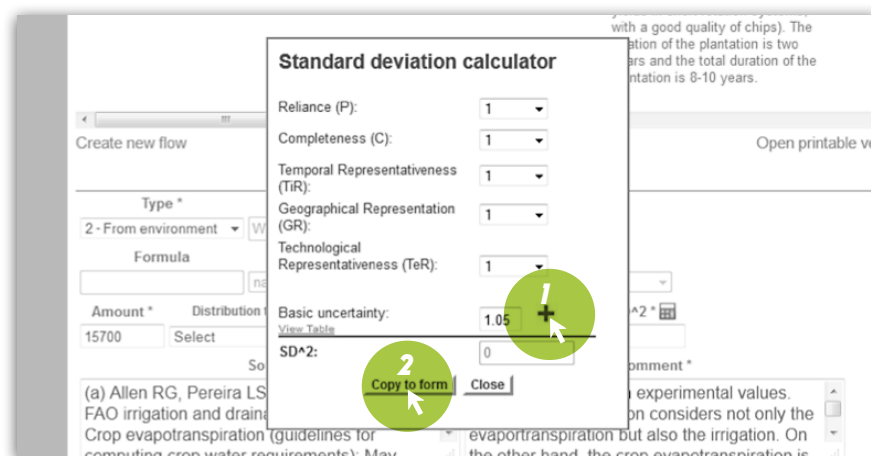 with a good quality of chips). The
ation of the plantation is two
ars and the total duration of the
ntation is 8-10 years.
Standard deviation calculator
Reliance (P):
1
Completeness (C):
1
Temporal Representativeness
(TiR):
1
Geographical Representation
(GR):
1
Technological
Representativeness (TeR):
1
Basic uncertainty:
View Table
1.05
1
SD^2:
0
2
Copy to form
Close
Create new flow
Open printable ve
Type *
2 - From environment
W
Formula
na
Amount *
Distribution t
^2 *
15700
Select
So
omment *
(a) Allen RG, Pereira LS
FAO irrigation and draina
Crop evapotranspiration (guidelines for
computing crop water requirements); May
experimental values.
on considers not only the
evaportranspiration but also the irrigation. On
the other hand, the crop evapotranspiration is